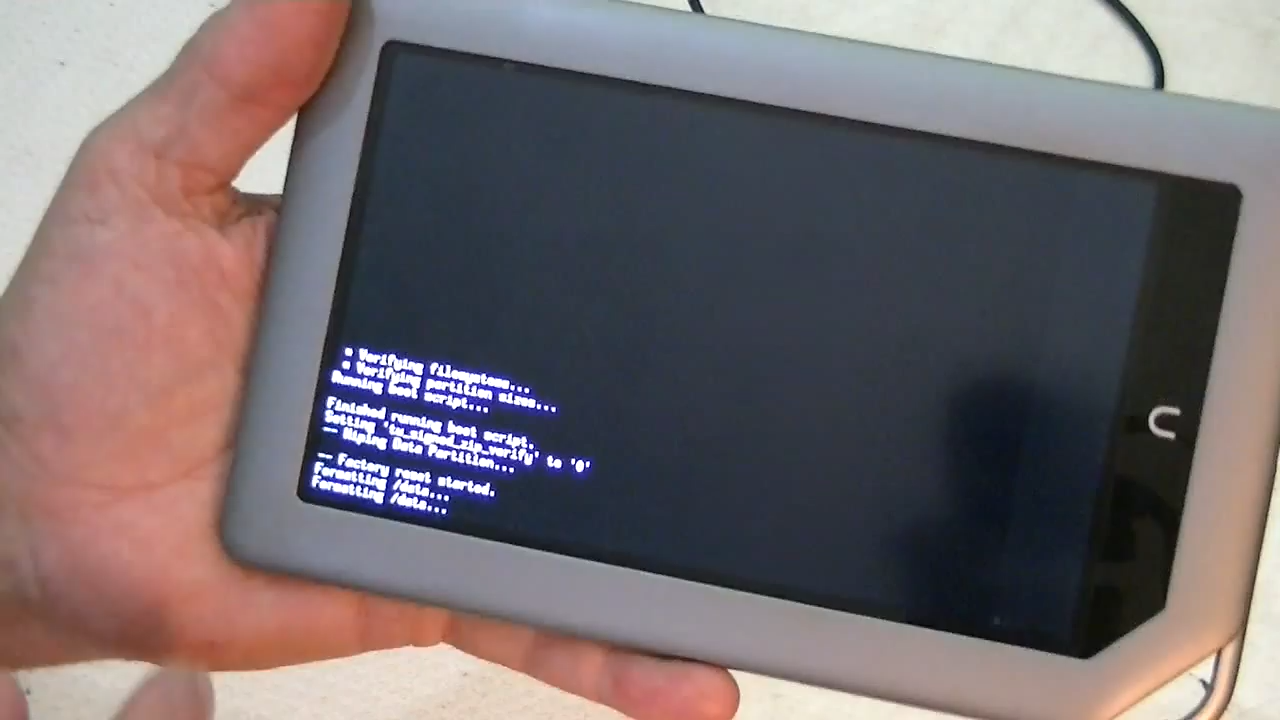 * Verifying filesystems...
* Verifying partition sizes...
Running boot script...
Finished running boot script.
Setting 'tw_signed_zip_verify' to '0'
-- Wiping Data Partition...
-- Factory reset started.
Formatting /data...
Formatting /data...